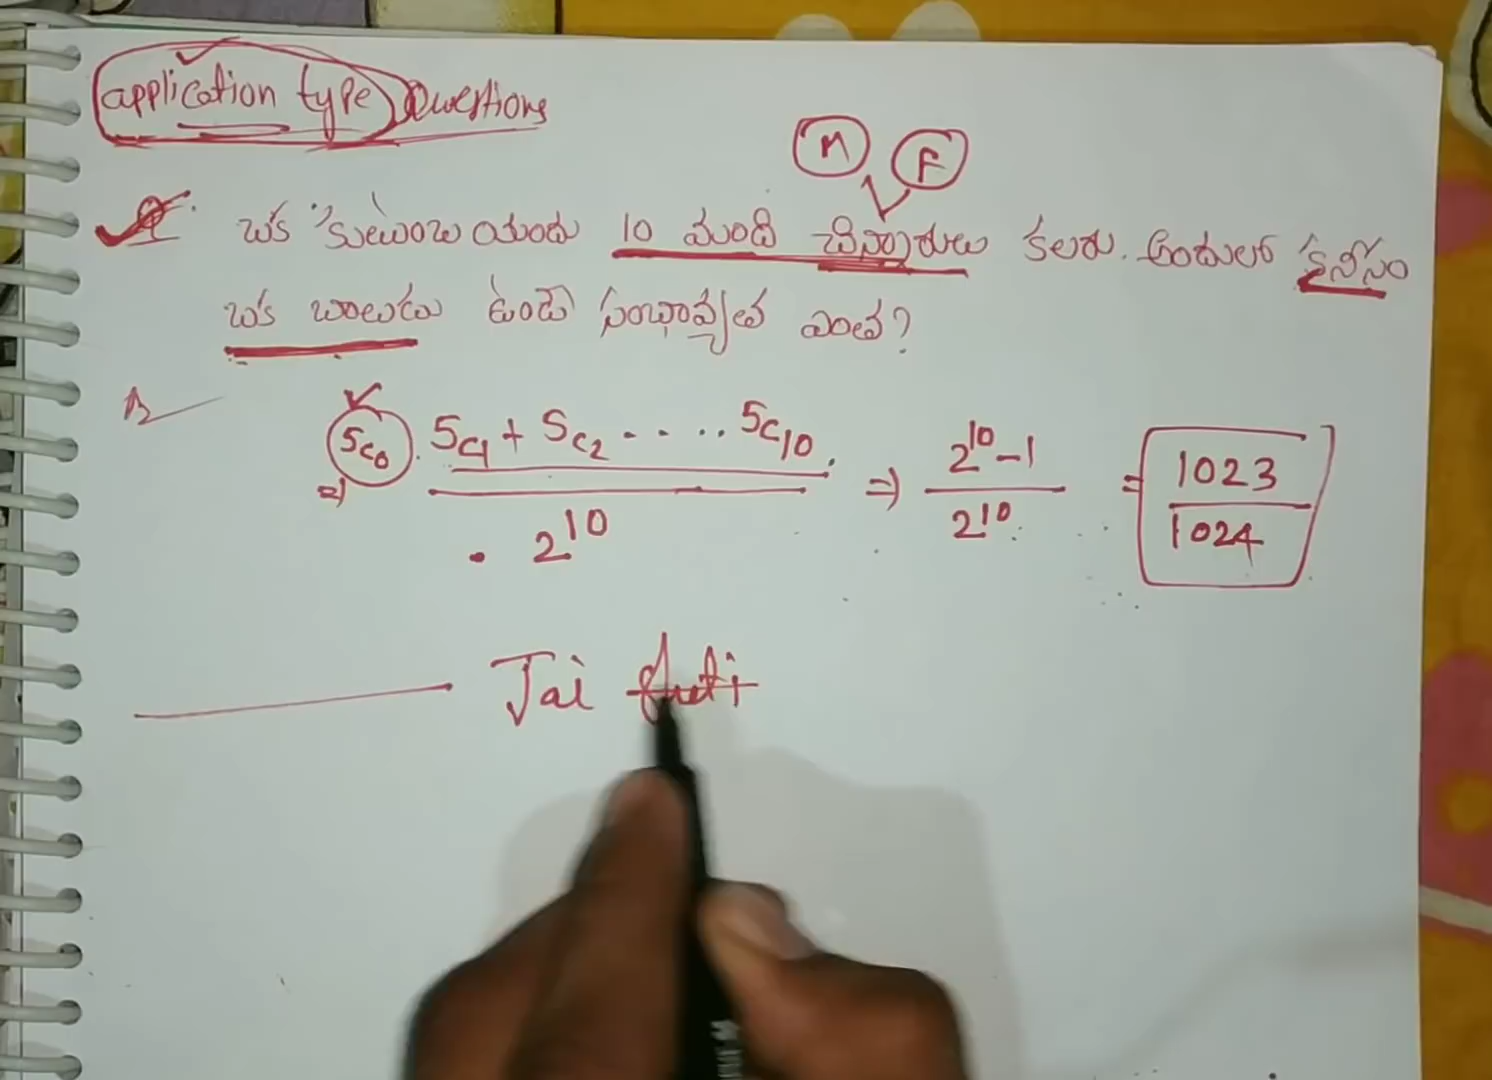 application type Questions
M F
Q. ఒక కుటుంబం యందు 10 మంది చిన్నారులు కలరు. అందులో కనీసం
ఒక బాలుడు ఉండే సంభావ్యత ఎంత?
5c0 . 5c1 + 5c2 - - - .. 5c10 . => 2^10 - 1 = 1023
=) 2^10 2^10 1024
Jai